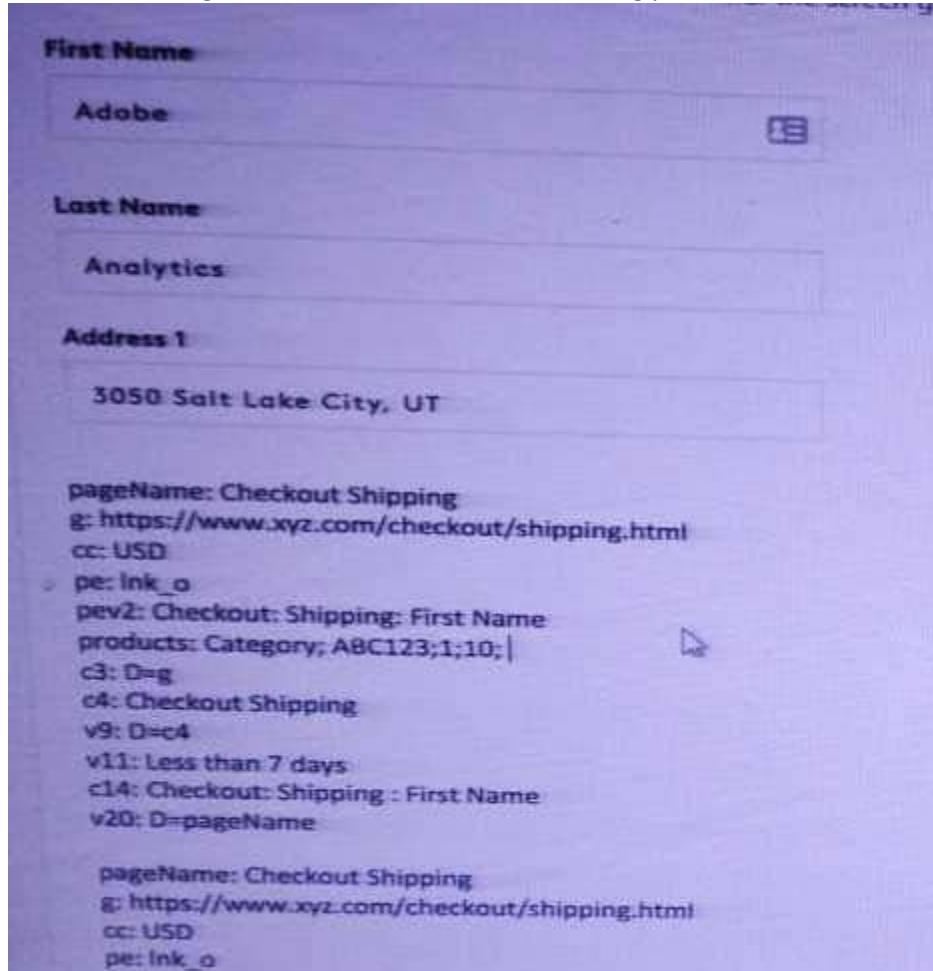 First Name
Adobe
Last Name
Analytics
Address 1
3050 Salt Lake City, UT
pageName: Checkout Shipping
g: https://www.xyz.com/checkout/shipping.html
cc: USD
pe: lnk_o
pev2: Checkout: Shipping: First Name
products: Category; ABC123;1;10;
c3: D=g
c4: Checkout Shipping
v9: D=c4
v11: Less than 7 days
c14: Checkout: Shipping : First Name
v20: D=pageName
pageName: Checkout Shipping
g: https://www.xyz.com/checkout/shipping.html
cc: USD
pe: lnk_o